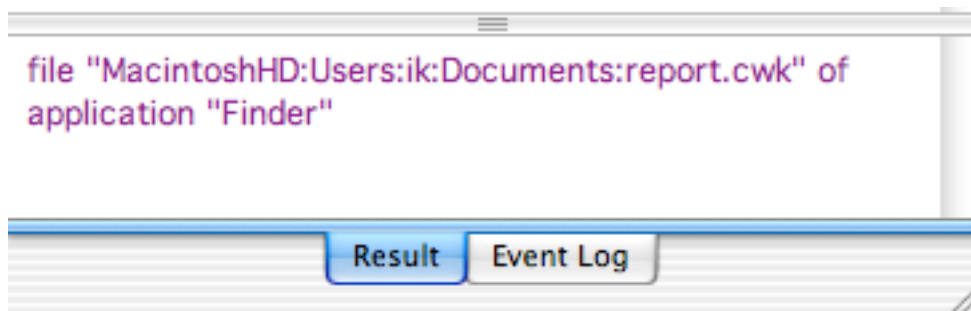 file "MacintoshHD:Users:ik:Documents:report.cwk" of
application "Finder"
Result
Event Log